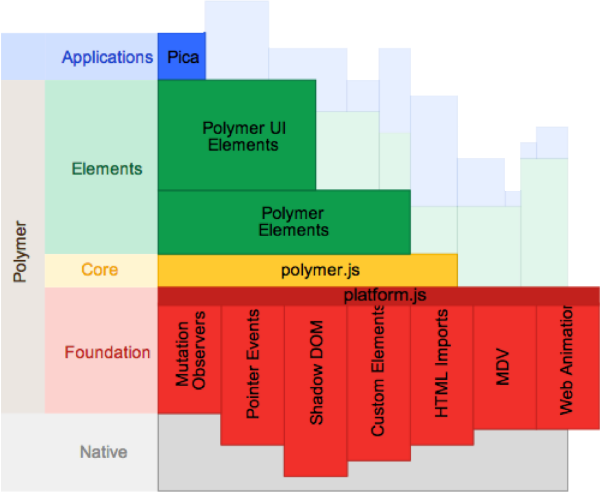 Applications
Pica
Polymer UI
Elements
Elements
Polymer
Elements
Polymer
Core
polymer.js
platform.js
Foundation
Mutation
Observers
Pointer Events
Shadow DOM
Custom Elements
HTML Imports
MDV
Web Animation
Native